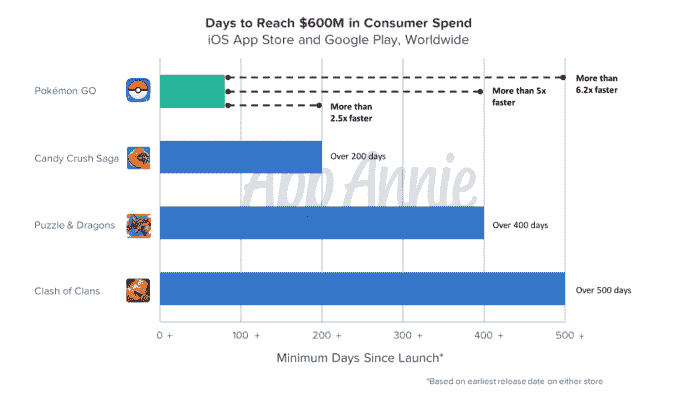 Days to Reach $600M in Consumer Spend
iOS App Store and Google Play, Worldwide
Pokémon GO
More than
6.2x faster
More than 5x
faster
More than
2.5x faster
Candy Crush Saga
Over 200 days
App Annie
Puzzle & Dragons
Over 400 days
Clash of Clans
Over 500 days
0 + 100 + 200 + 300 + 400 + 500 +
Minimum Days Since Launch*
*Based on earliest release date on either store